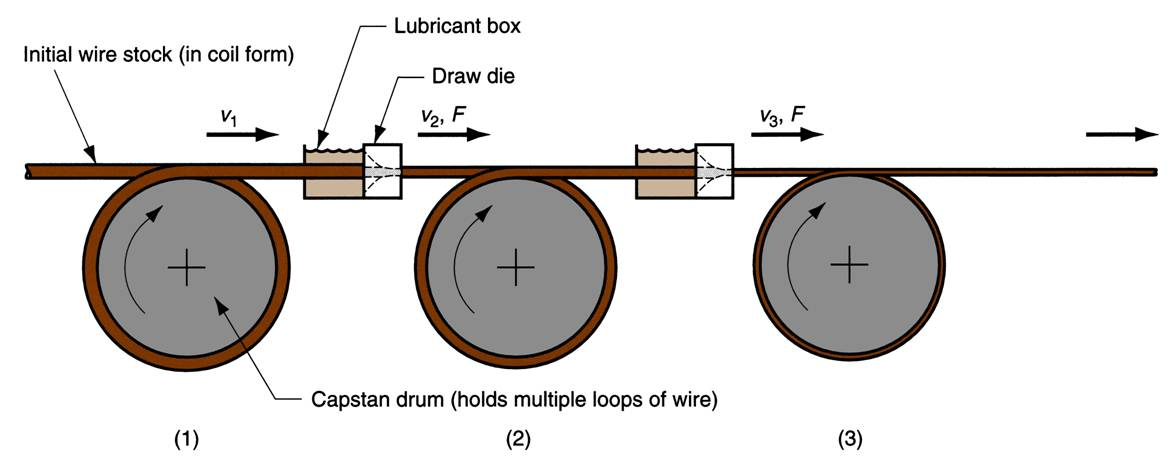 Lubricant box
Initial wire stock (in coil form)
Draw die
v₁
v₂, F
v₃, F
Capstan drum (holds multiple loops of wire)
(1)
(2)
(3)